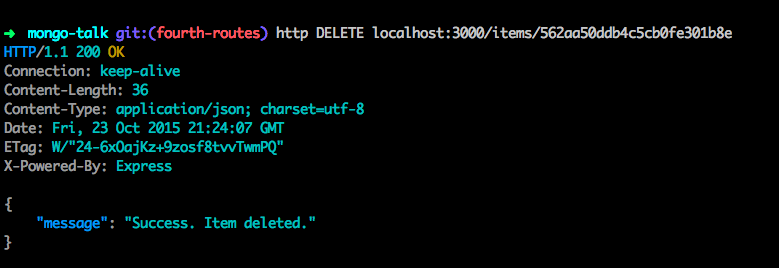 ➜ mongo-talk git:(fourth-routes) http DELETE localhost:3000/items/562aa50ddb4c5cb0fe301b8e
HTTP/1.1 200 OK
Connection: keep-alive
Content-Length: 36
Content-Type: application/json; charset=utf-8
Date: Fri, 23 Oct 2015 21:24:07 GMT
ETag: W/"24-6xOajKz+9zosf8tvvTwmPQ"
X-Powered-By: Express
{
"message": "Success. Item deleted."
}